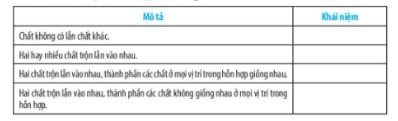 Mô tả Khái niệm
Chất không có lẫn chất khác.
Hai hay nhiều chất trộn lẫn vào nhau.
Hai chất trộn lẫn vào nhau, thành phần các chất ở mọi vị trí trong hỗn hợp giống nhau.
Hai chất trộn lẫn vào nhau, thành phần các chất không giống nhau ở mọi vị trí trong
hỗn hợp.